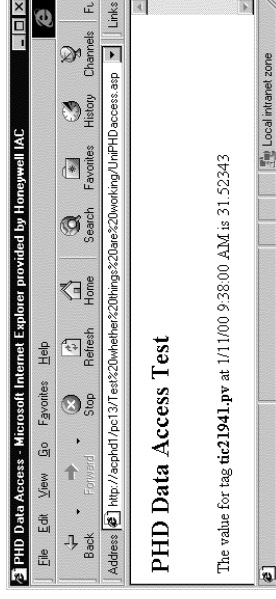 PHD Data Access - Microsoft Internet Explorer provided by Honeywell IAC
File Edit View Go Favorites Help
Back Forward Stop Refresh Home Search Favorites History Channels Fu
Address http://acphd1/pc13/Test%20whether%20things%20are%20working/UniPHDaccess.asp Links
PHD Data Access Test
The value for tag tic21941.pv at 1/11/00 9:38:00 AM is 31.52343
Local intranet zone